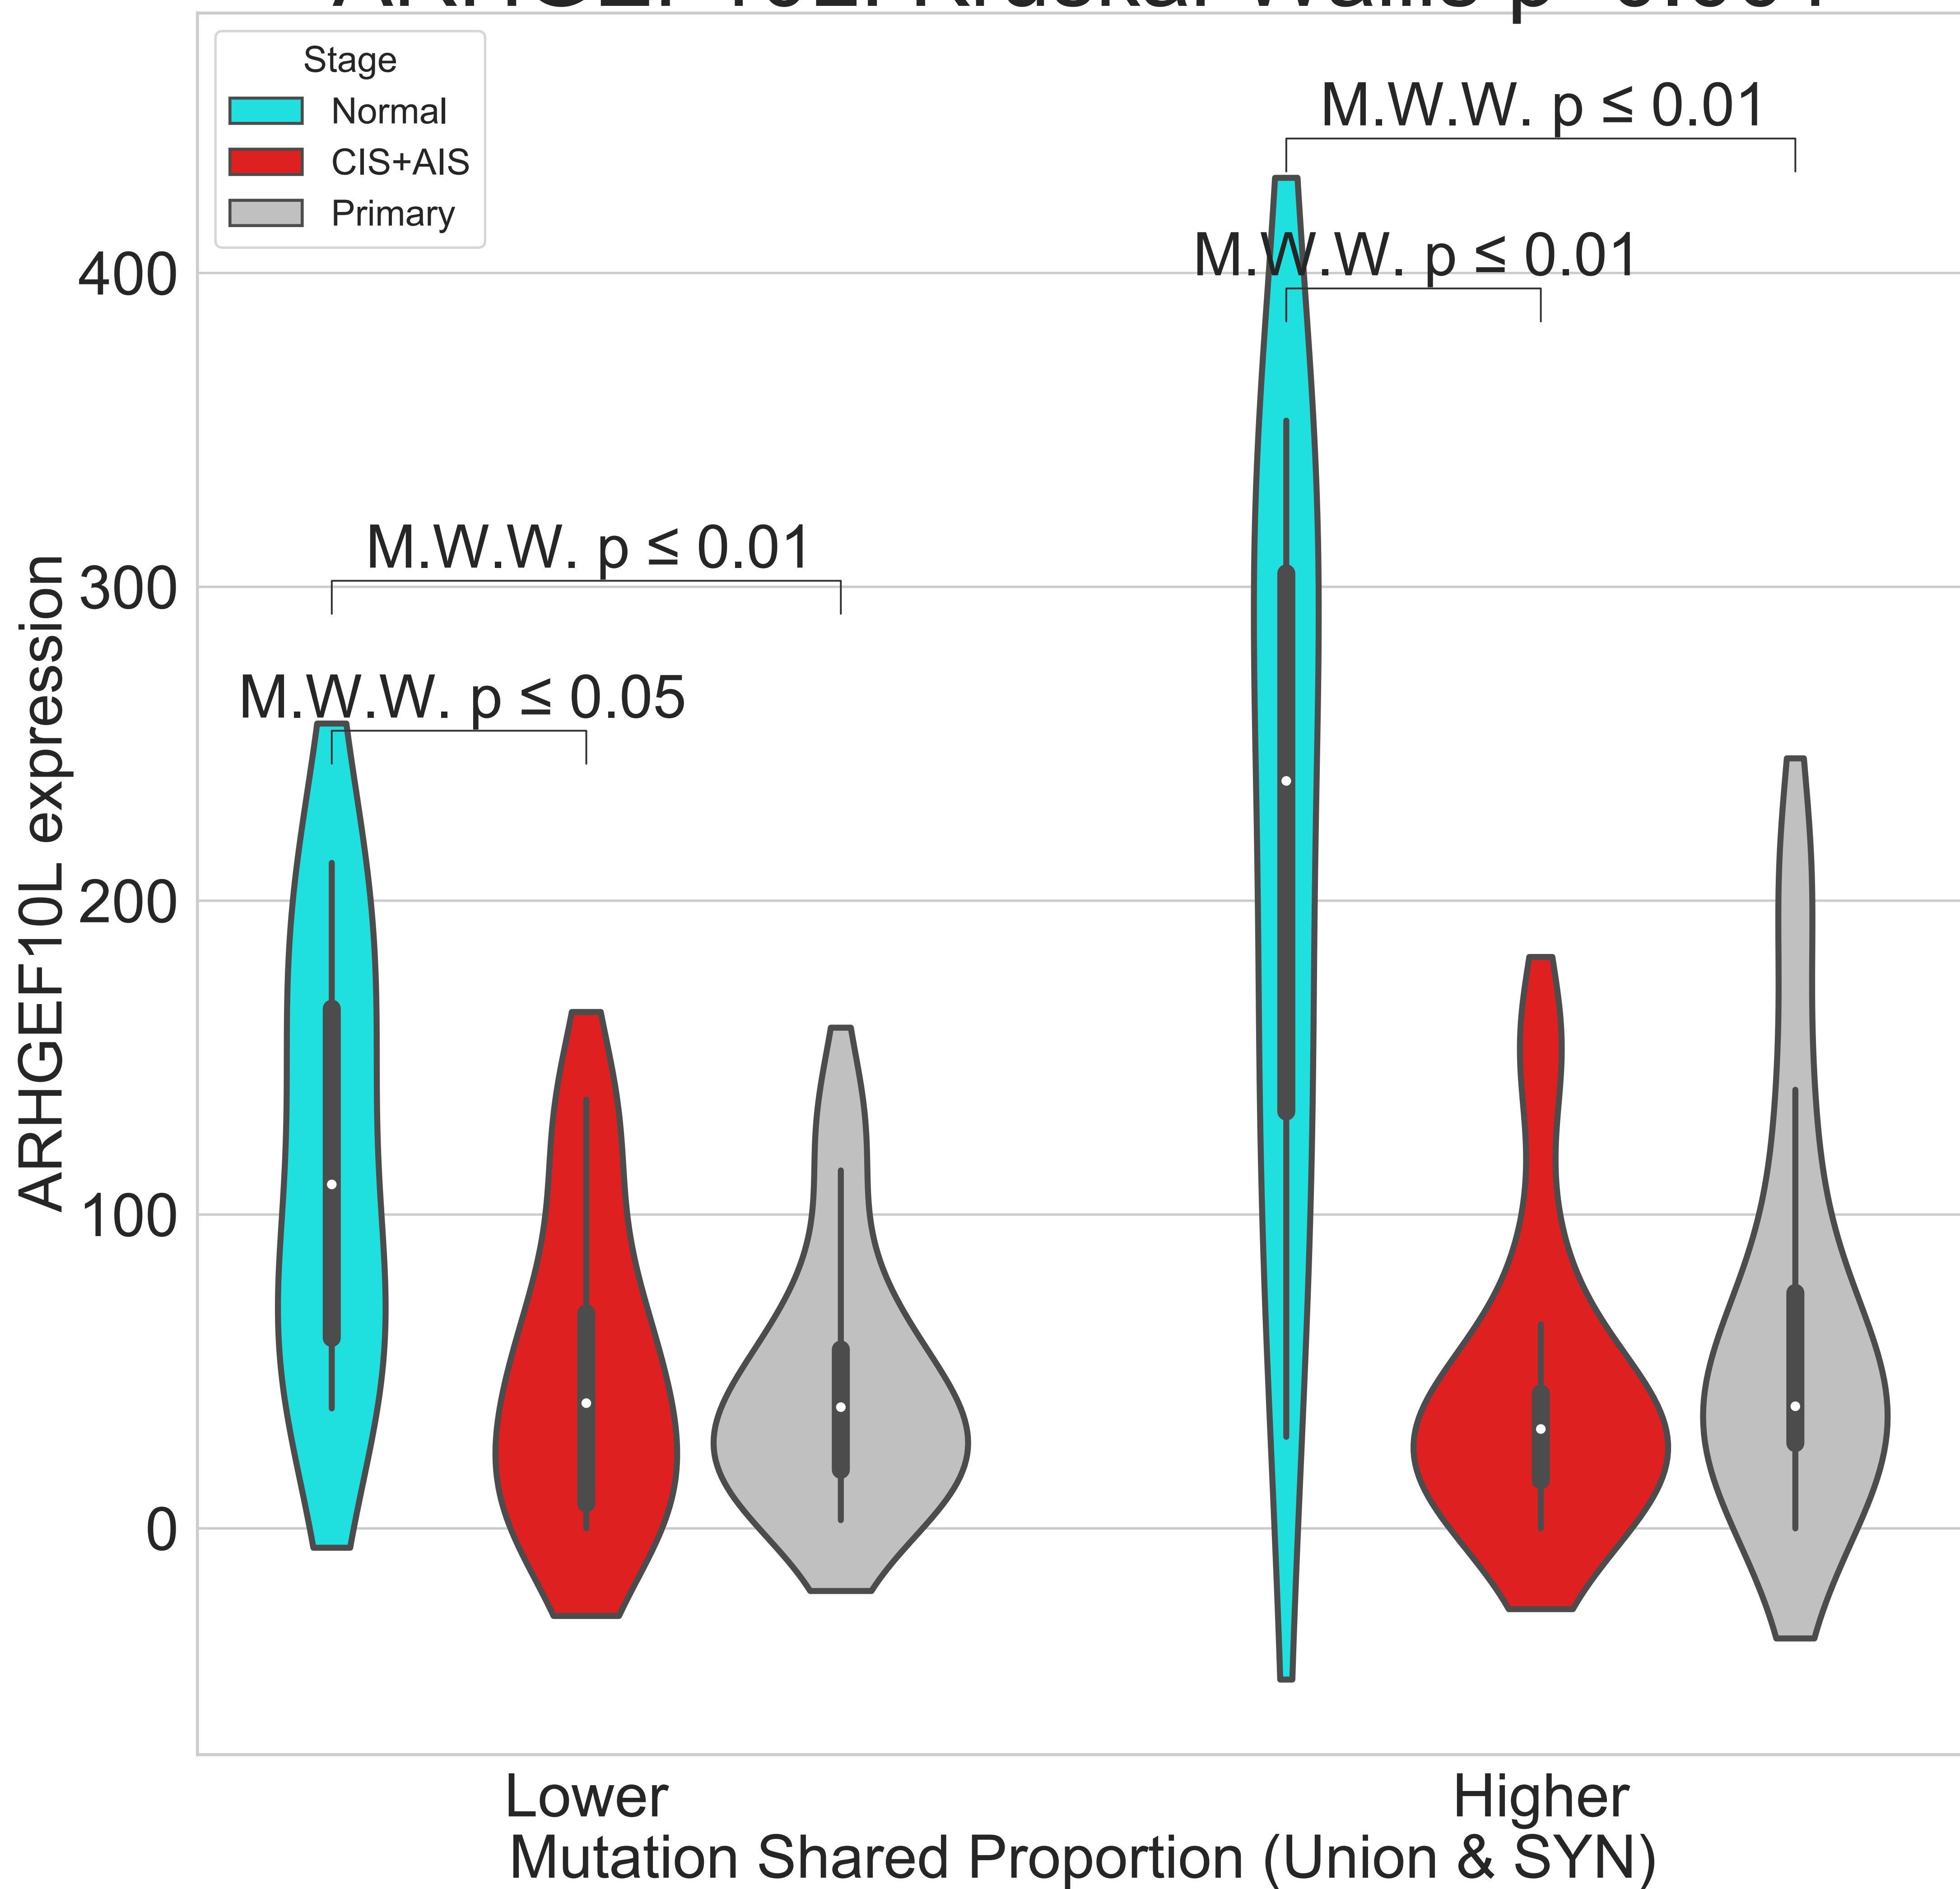 Stage
Normal
CIS+AIS
Primary
M.W.W. p ≤ 0.01
M.W.W. p ≤ 0.01
M.W.W. p ≤ 0.01
M.W.W. p ≤ 0.05
ARHGEF10L expression
400
300
200
100
0
Lower
Higher
Mutation Shared Proportion (Union & SYN)